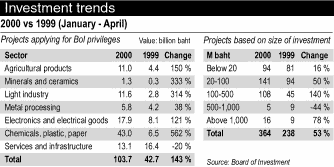 Investment trends
2000 vs 1999 (January - April)
Projects applying for BoI privileges Value: billion baht
Sector 2000 1999 Change
Agricultural products 11.0 4.4 150 %
Minerals and ceramics 1.3 0.3 333 %
Light industry 11.6 2.8 314 %
Metal processing 5.8 4.2 38 %
Electronics and electrical goods 17.9 8.1 121 %
Chemicals, plastic, paper 43.0 6.5 562 %
Services and infrastructure 13.1 16.4 -20 %
Total 103.7 42.7 143 %
Projects based on size of investment
M baht 2000 1999 Change
Below 20 94 81 16 %
20-100 141 94 50 %
100-500 108 45 140 %
500-1,000 5 9 -44 %
Above 1,000 16 9 78 %
Total 364 238 53 %
Source: Board of Investment